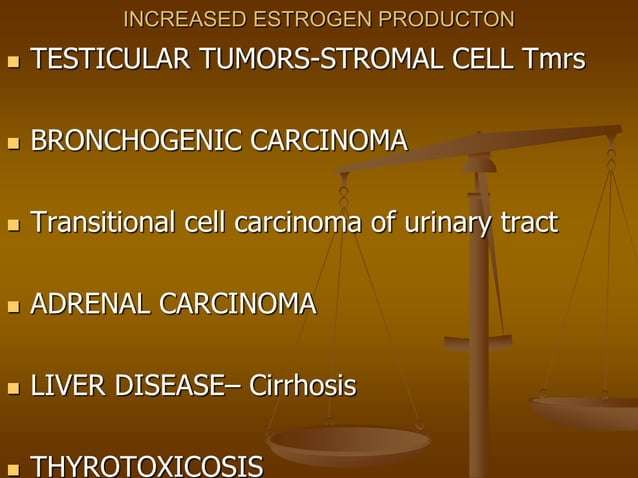 INCREASED ESTROGEN PRODUCTON
TESTICULAR TUMORS-STROMAL CELL Tmrs
BRONCHOGENIC CARCINOMA
Transitional cell carcinoma of urinary tract
ADRENAL CARCINOMA
LIVER DISEASE– Cirrhosis
THYROTOXICOSIS